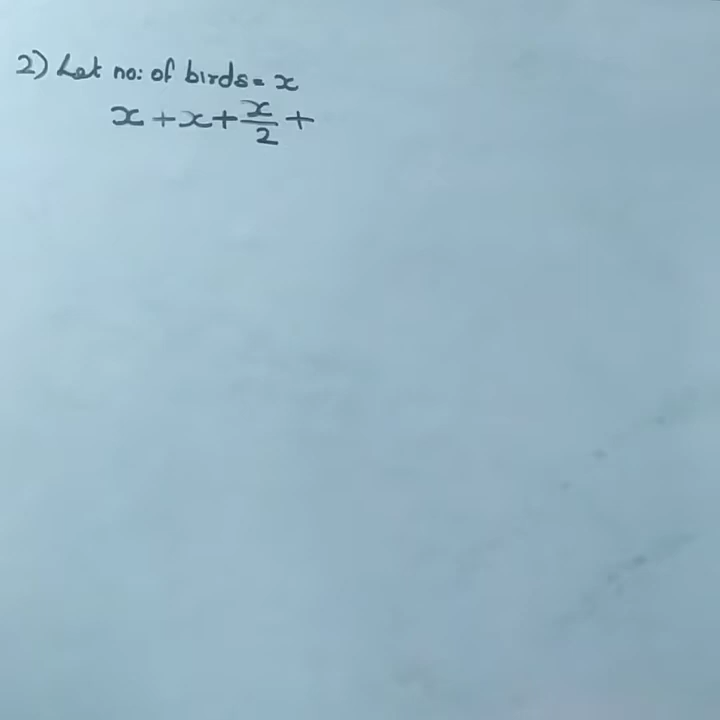 2) Let no: of birds = x
x + x + x/2 +